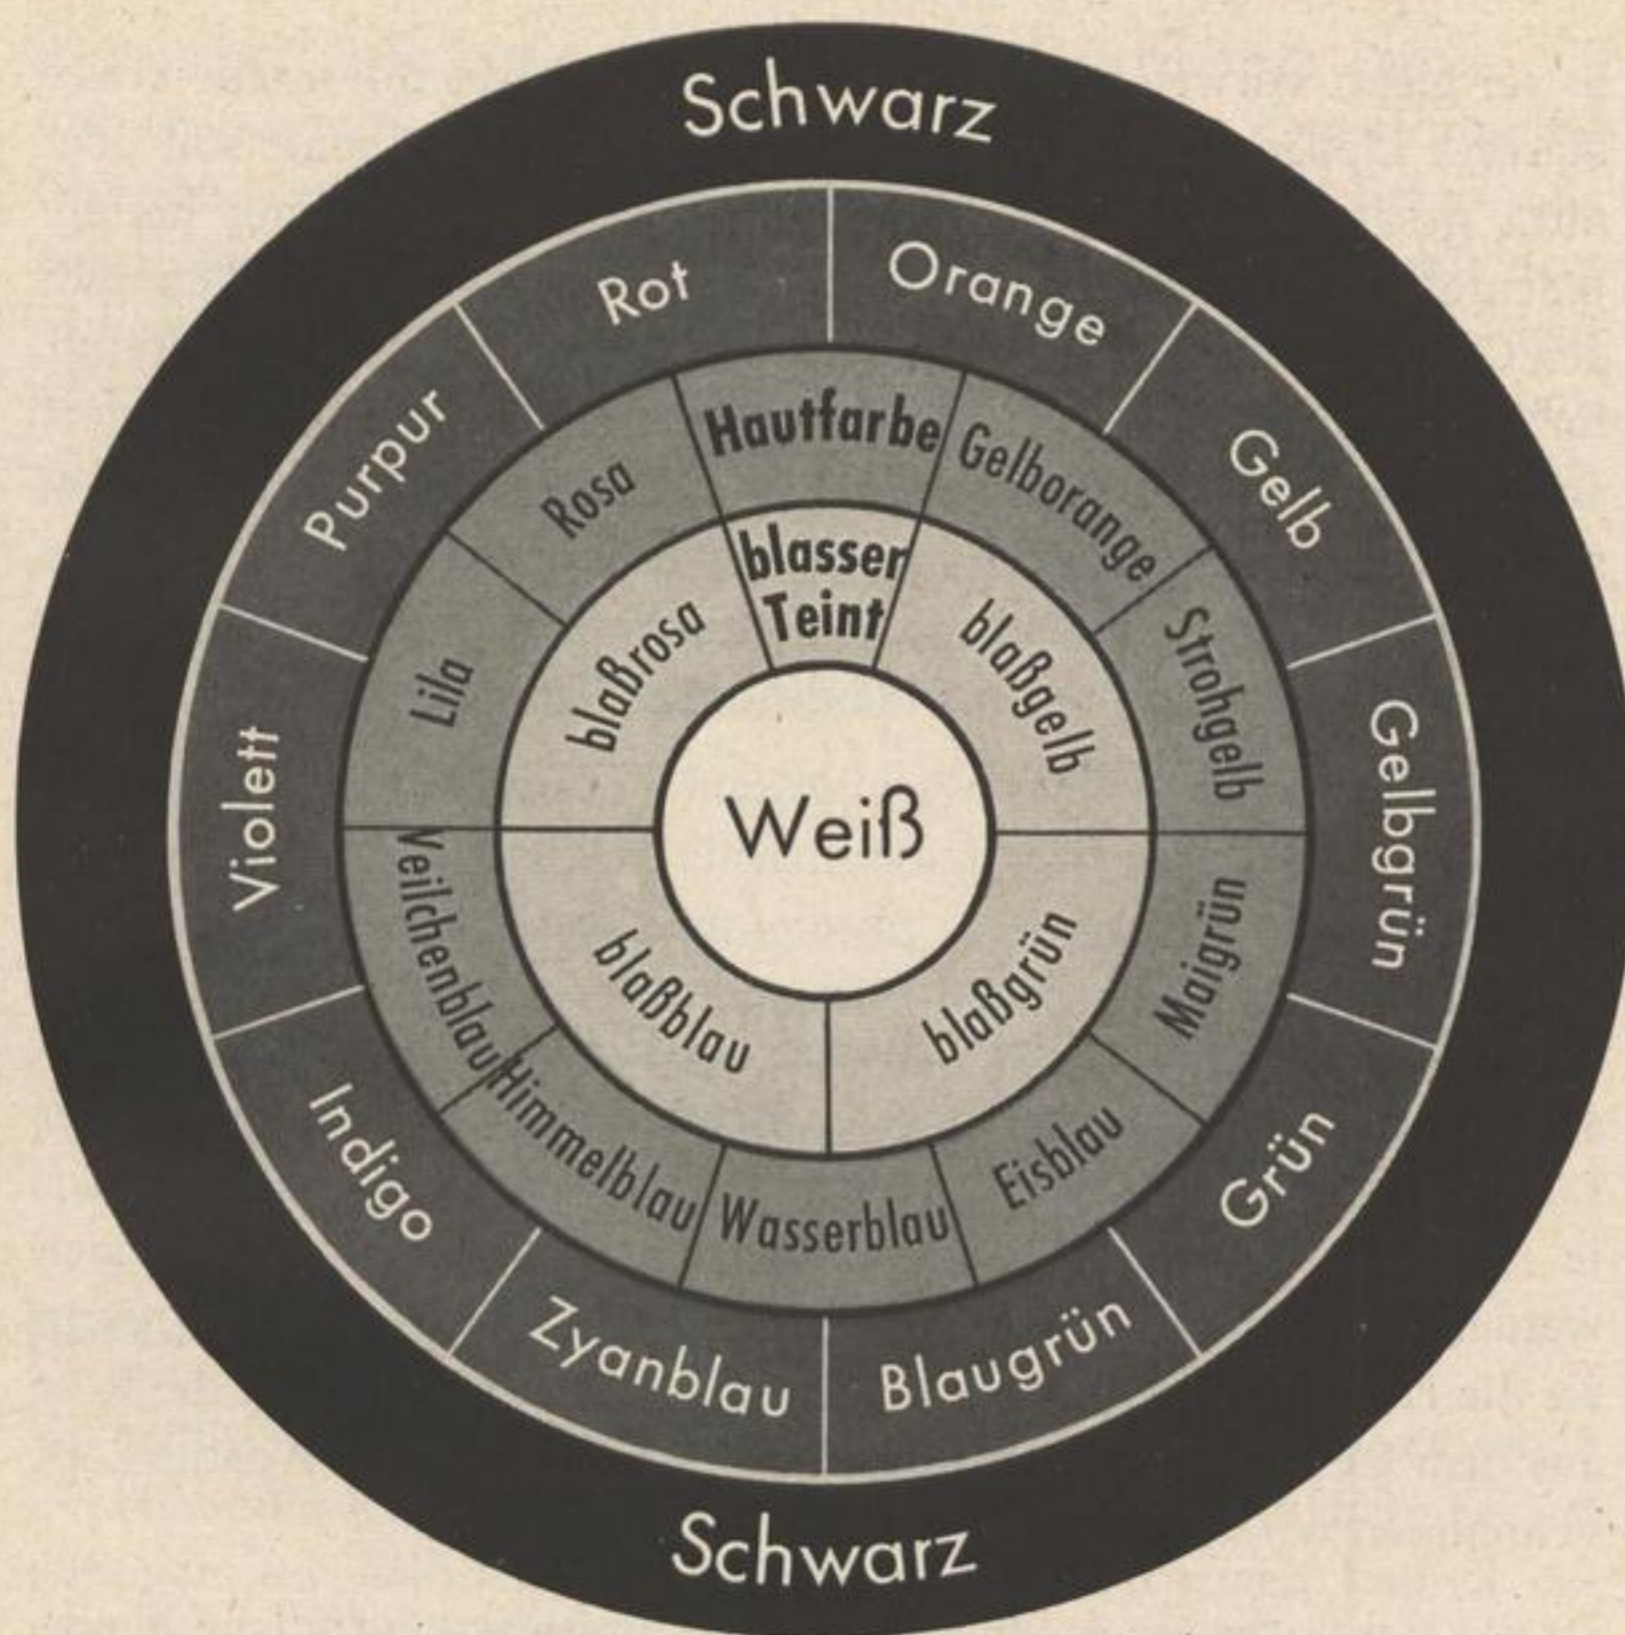 Schwarz
Rot
Orange
Gelb
Gelbgrün
Grün
Blaugrün
Zyanblau
Indigo
Violett
Purpur
Hautfarbe
Gelborange
Strohgelb
Maigrün
Eisblau
Wasserblau
Himmelblau
Veilchenblau
Lila
Rosa
blasser
Teint
blaßgelb
blaßgrün
blaßblau
blaßrosa
Weiß
Schwarz